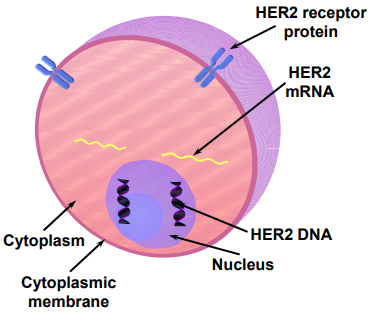 HER2 receptor
protein
HER2
mRNA
HER2 DNA
Nucleus
Cytoplasm
Cytoplasmic
membrane